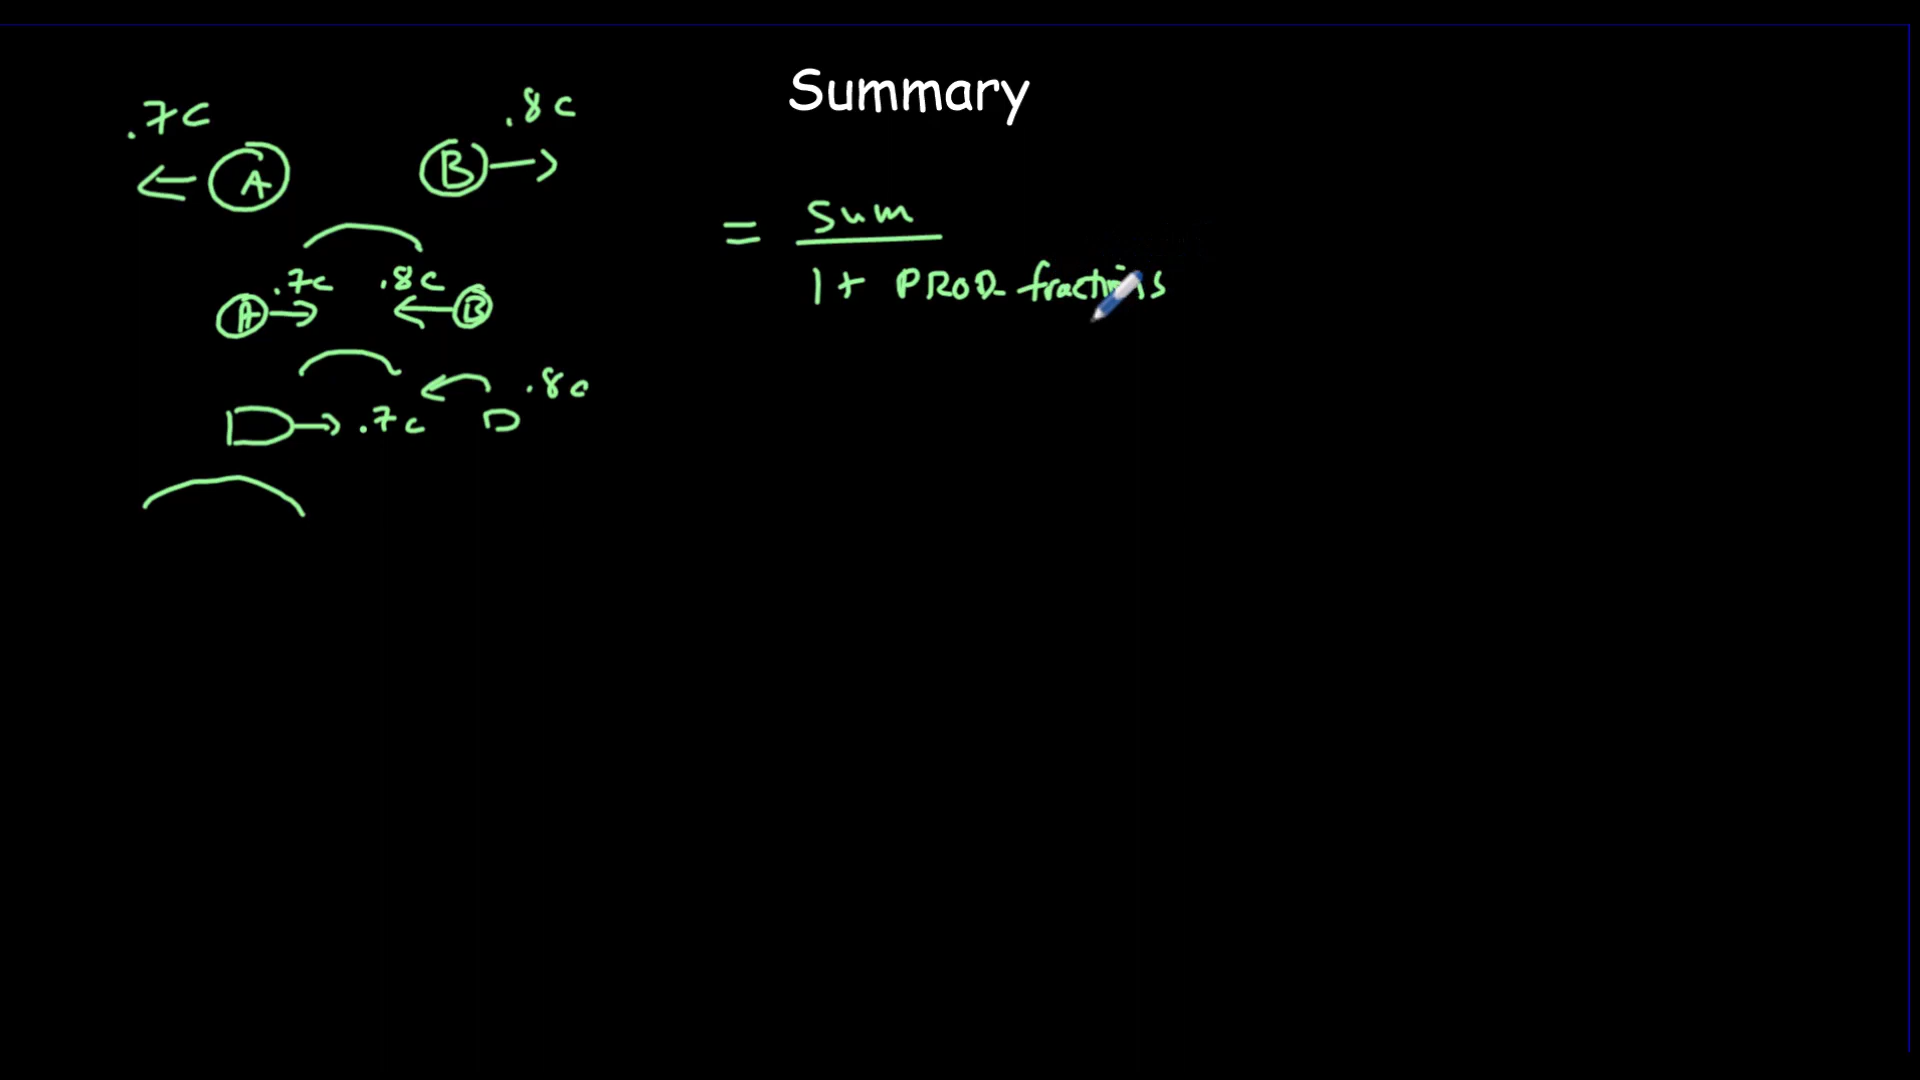 Summary
.7c .8c
A B
= Sum
1 + PROD fractions
.7c .8c
A B
.8c
.7c